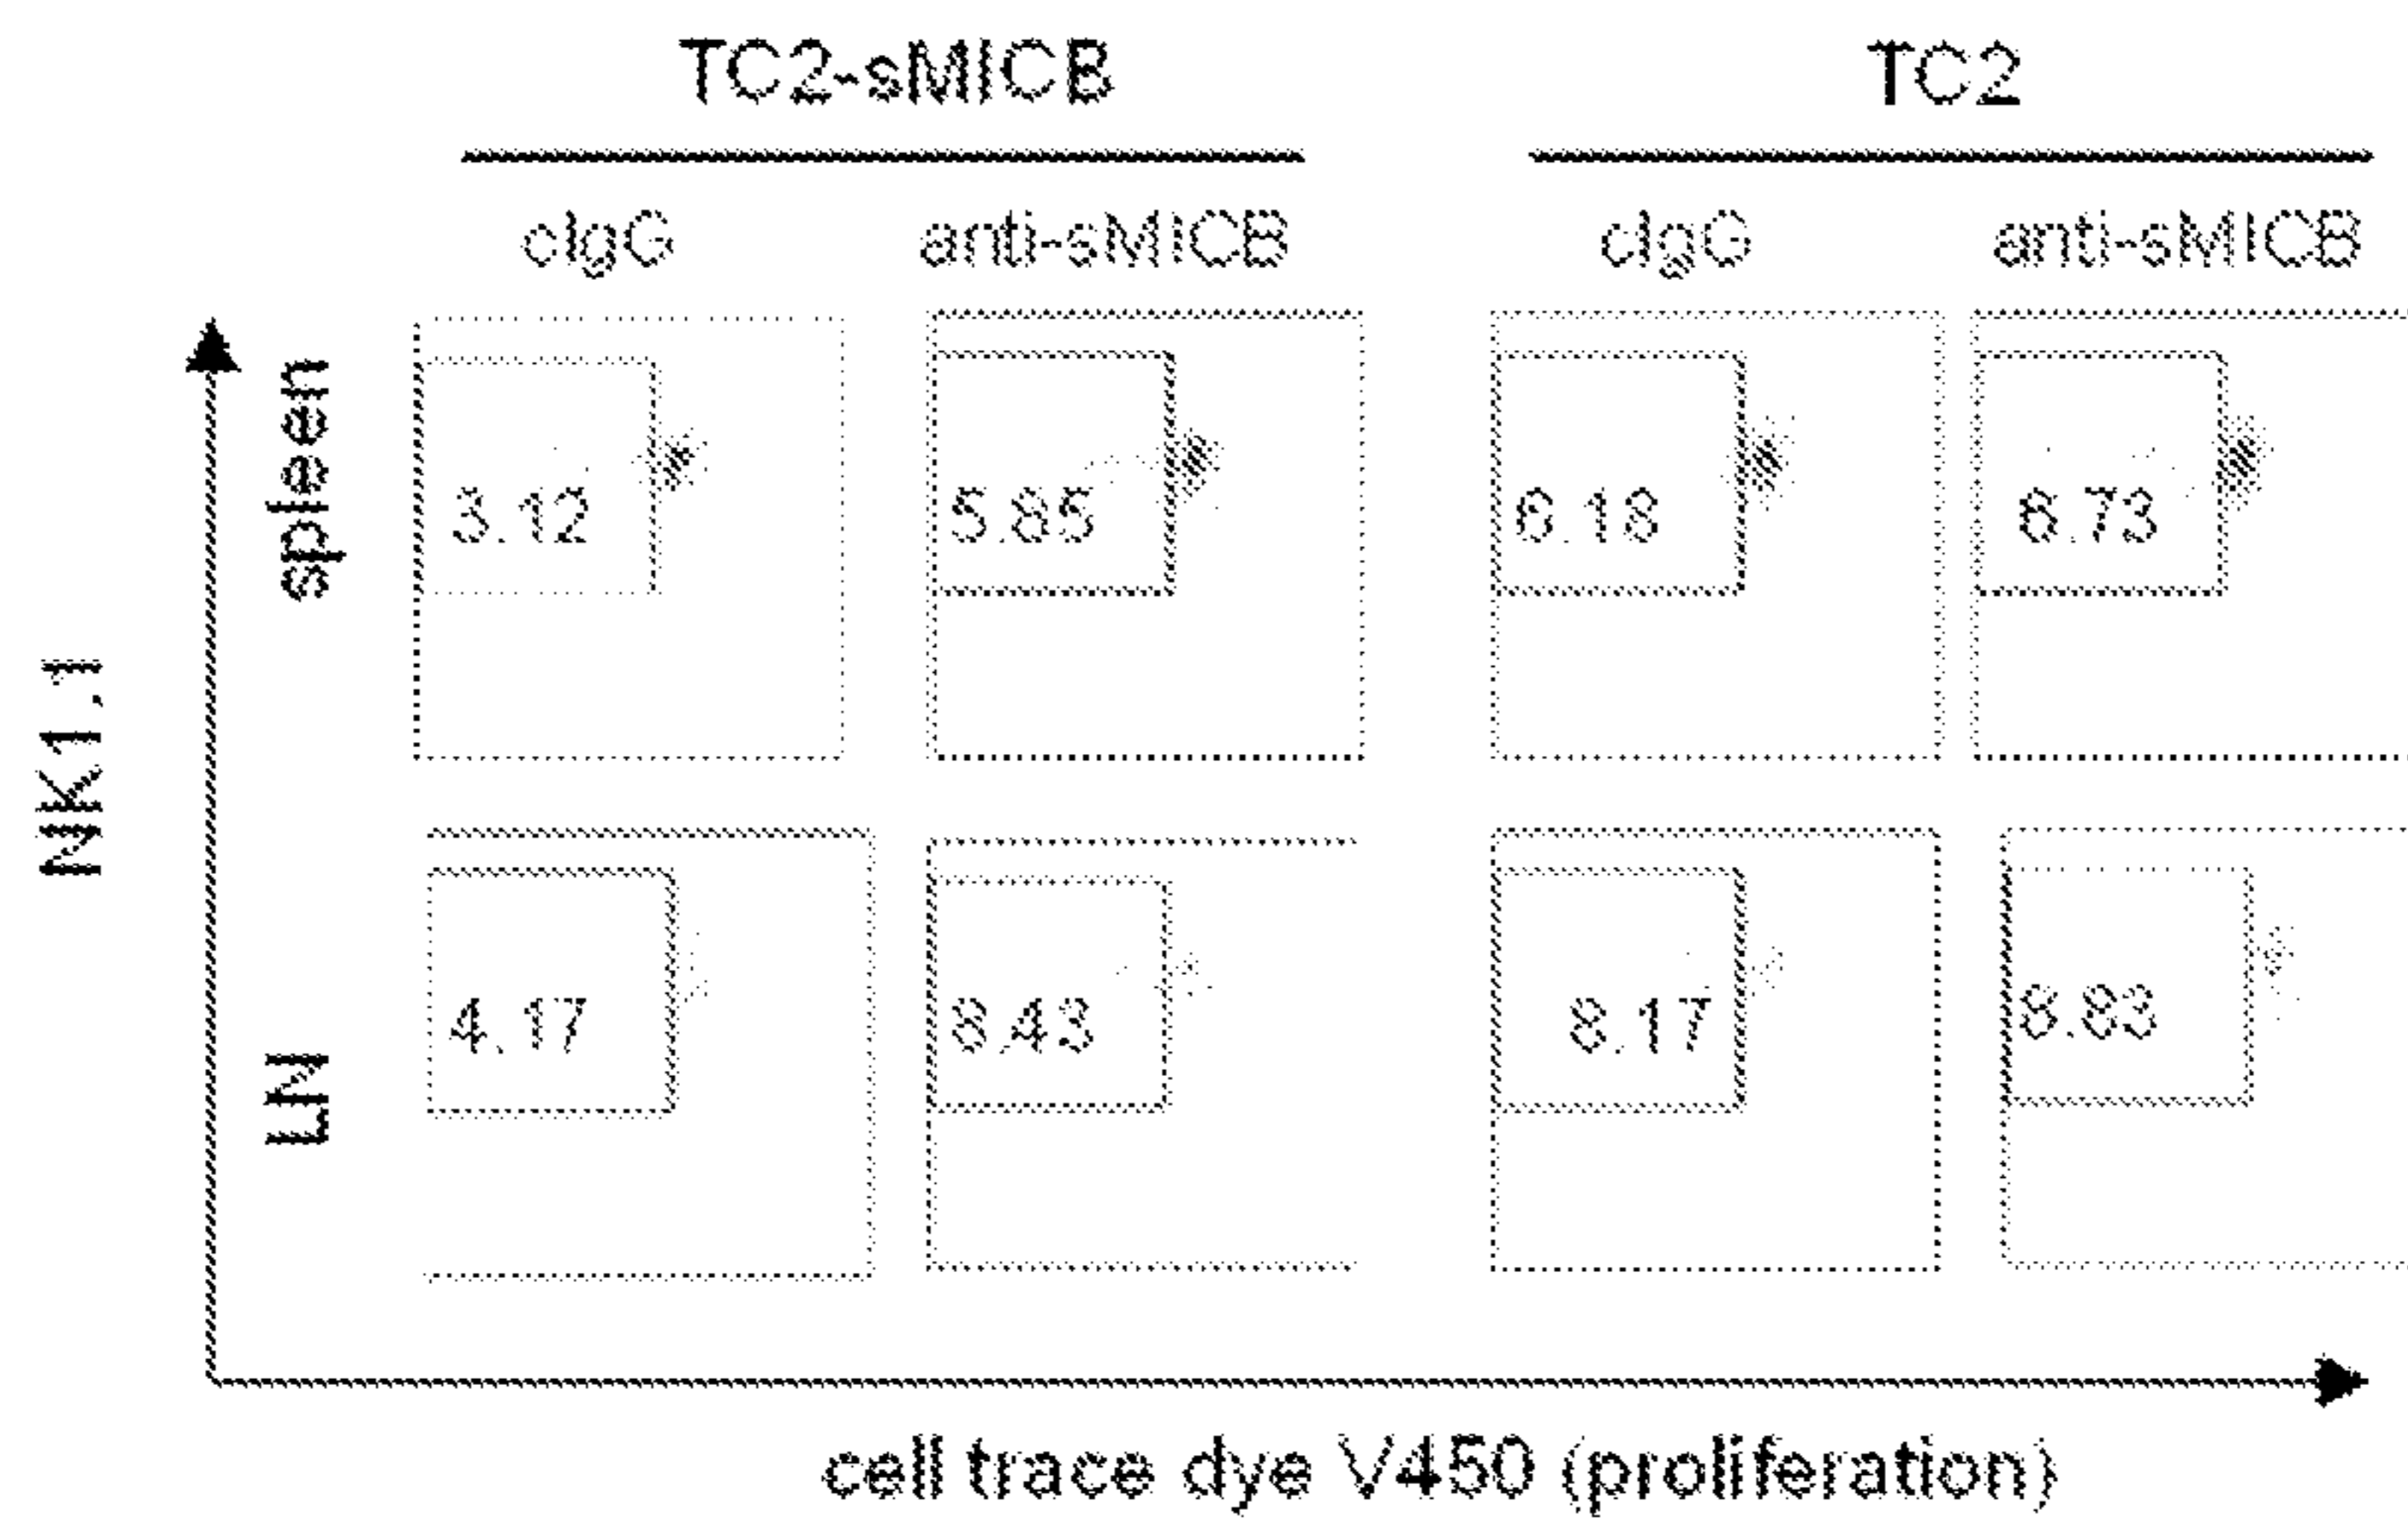 TC2-sMICB TC2
cIgG anti-sMICB cIgG anti-sMICB
NK1.1
spleen
3.12 5.85 6.18 6.73
LN
4.17 8.43 8.17 8.83
cell trace dye V450 (proliferation)